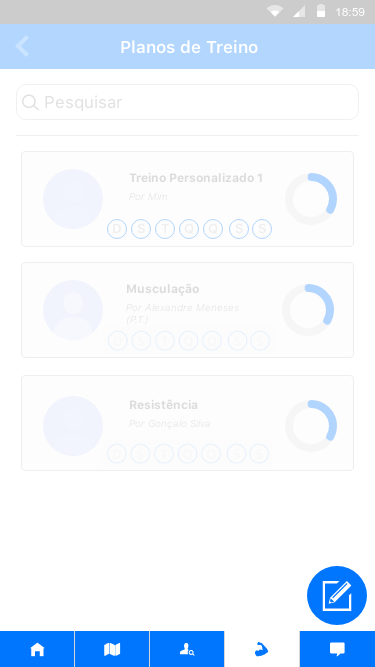 18:59
Planos de Treino
Pesquisar
Treino Personalizado 1
Por Mim
D S T Q Q S S
Musculação
Por Alexandre Meneses
(P.T.)
D S T Q Q S S
Resistência
Por Gonçalo Silva
D S T Q Q S S